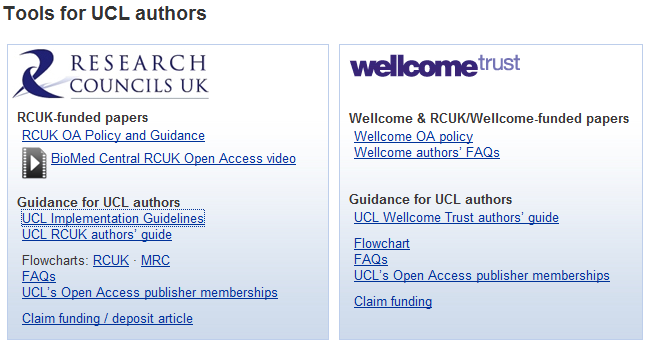 Tools for UCL authors
RESEARCH
COUNCILS UK
RCUK-funded papers
RCUK OA Policy and Guidance
BioMed Central RCUK Open Access video
Guidance for UCL authors
UCL Implementation Guidelines
UCL RCUK authors' guide
Flowcharts: RCUK · MRC
FAQs
UCL's Open Access publisher memberships
Claim funding / deposit article
wellcometrust
Wellcome & RCUK/Wellcome-funded papers
Wellcome OA policy
Wellcome authors' FAQs
Guidance for UCL authors
UCL Wellcome Trust authors' guide
Flowchart
FAQs
UCL's Open Access publisher memberships
Claim funding